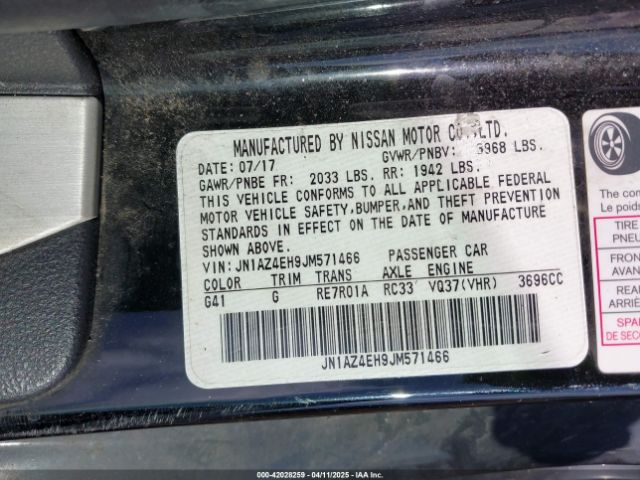 MANUFACTURED BY NISSAN MOTOR CO., LTD.
DATE: 07/17 GVWR/PNBV: 3968 LBS.
GAWR/PNBE FR: 2033 LBS. RR: 1942 LBS.
THIS VEHICLE CONFORMS TO ALL APPLICABLE FEDERAL
MOTOR VEHICLE SAFETY, BUMPER, AND THEFT PREVENTION
STANDARDS IN EFFECT ON THE DATE OF MANUFACTURE
SHOWN ABOVE.
VIN: JN1AZ4EH9JM571466 PASSENGER CAR
COLOR TRIM TRANS AXLE ENGINE
G41 G RE7R01A RC33 VQ37(VHR) 3696CC
JN1AZ4EH9JM571466
The co
Le poid
TIRE
PNEU
FRON
AVAN
REA
ARRIÈ
SPAR
DE SECO
000-42028259 - 04/11/2025 - IAA Inc.